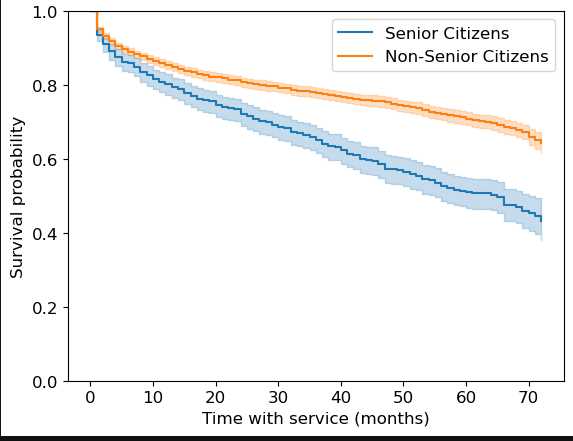 1.0
0.8
0.6
0.4
0.2
0.0
Survival probability
Senior Citizens
Non-Senior Citizens
0 10 20 30 40 50 60 70
Time with service (months)